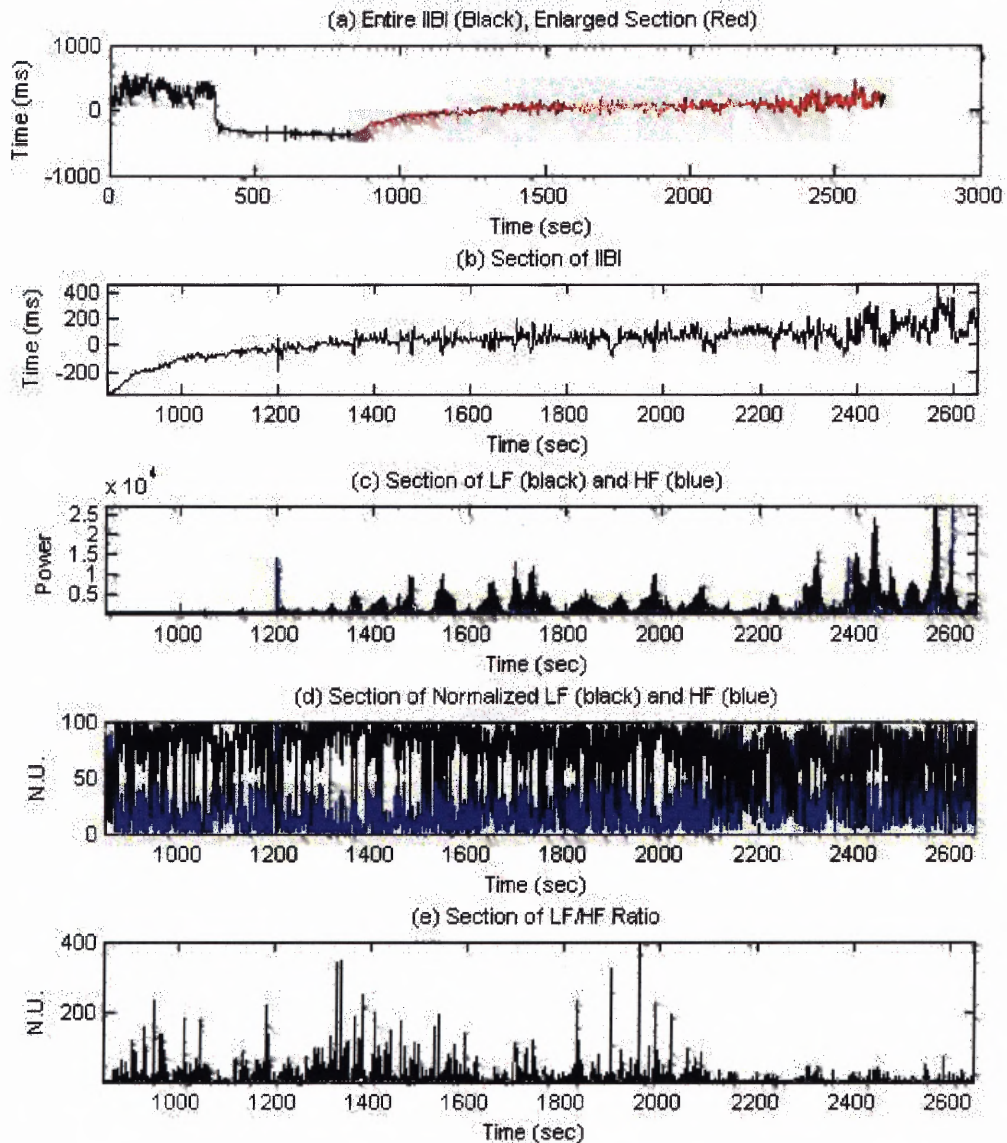 (a) Entire IIBI (Black), Enlarged Section (Red)
1000
0
-1000
Time (ms)
0 500 1000 1500 2000 2500 3000
Time (sec)
(b) Section of IIBI
400
200
0
-200
Time (ms)
1000 1200 1400 1600 1800 2000 2200 2400 2600
Time (sec)
(c) Section of LF (black) and HF (blue)
x 10^4
2.5
2
1.5
1
0.5
Power
1000 1200 1400 1600 1800 2000 2200 2400 2600
Time (sec)
(d) Section of Normalized LF (black) and HF (blue)
100
50
0
N.U.
1000 1200 1400 1600 1800 2000 2200 2400 2600
Time (sec)
(e) Section of LF/HF Ratio
400
200
N.U.
1000 1200 1400 1600 1800 2000 2200 2400 2600
Time (sec)